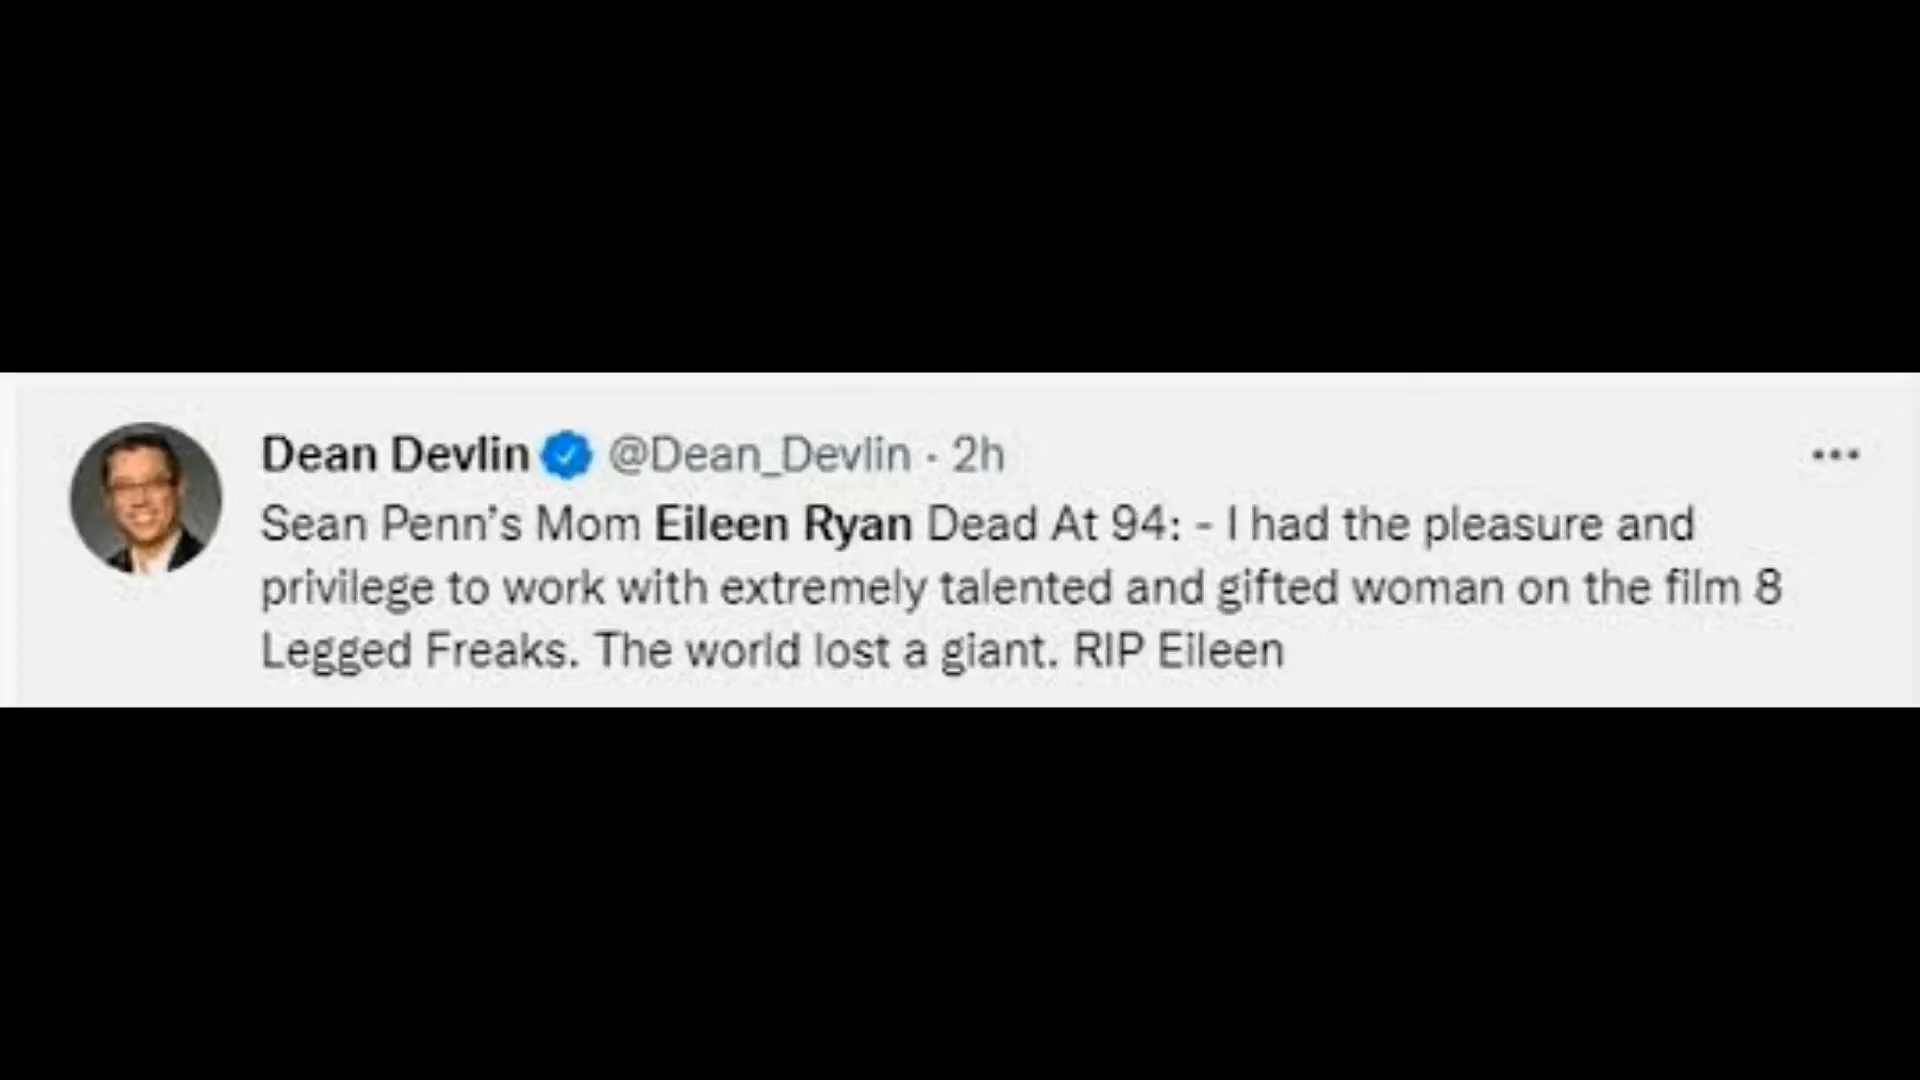 Dean Devlin @Dean_Devlin · 2h
Sean Penn's Mom Eileen Ryan Dead At 94: - I had the pleasure and
privilege to work with extremely talented and gifted woman on the film 8
Legged Freaks. The world lost a giant. RIP Eileen